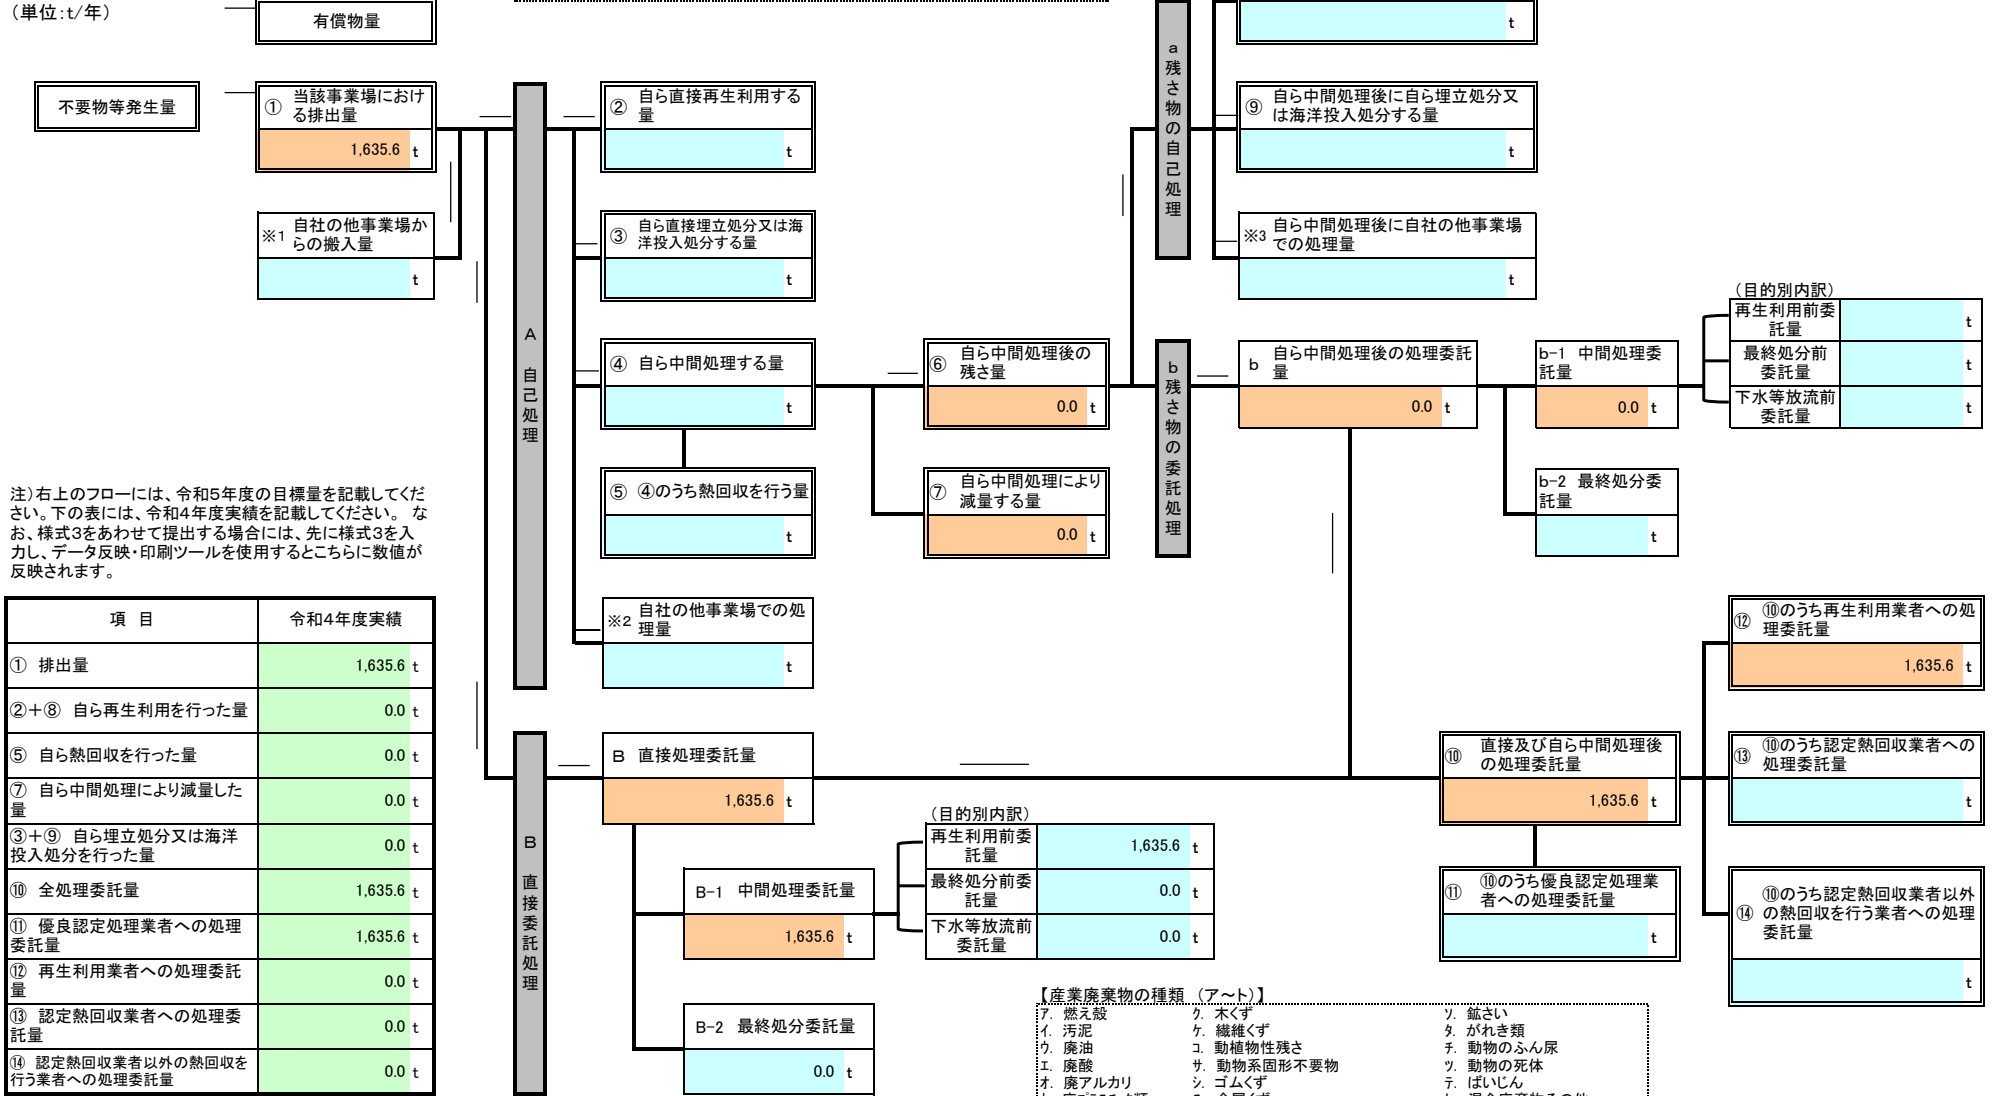 （単位:t/年）
有償物量
t
不要物等発生量
① 当該事業場におけ
る排出量
1,635.6 t
※1 自社の他事業場か
らの搬入量
t
A 自己処理
② 自ら直接再生利用する
量
t
③ 自ら直接埋立処分又は海
洋投入処分する量
t
④ 自ら中間処理する量
t
⑤ ④のうち熱回収を行う量
t
※2 自社の他事業場での処
理量
t
⑥ 自ら中間処理後の
残さ量
0.0 t
⑦ 自ら中間処理により
減量する量
0.0 t
a 残さ物の自己処理
⑨ 自ら中間処理後に自ら埋立処分又
は海洋投入処分する量
t
※3 自ら中間処理後に自社の他事業場
での処理量
t
b 残さ物の委託処理
b 自ら中間処理後の処理委託
量
0.0 t
b-1 中間処理委
託量
0.0 t
（目的別内訳）
再生利用前委
託量
t
最終処分前
委託量
t
下水等放流前
委託量
t
b-2 最終処分委
託量
t
注）右上のフローには、令和5年度の目標量を記載してくだ
さい。下の表には、令和4年度実績を記載してください。 な
お、様式3をあわせて提出する場合には、先に様式3を入
力し、データ反映・印刷ツールを使用するとこちらに数値が
反映されます。
項 目 令和4年度実績
① 排出量 1,635.6 t
②＋⑧ 自ら再生利用を行った量 0.0 t
⑤ 自ら熱回収を行った量 0.0 t
⑦ 自ら中間処理により減量した
量 0.0 t
③＋⑨ 自ら埋立処分又は海洋
投入処分を行った量 0.0 t
⑩ 全処理委託量 1,635.6 t
⑪ 優良認定処理業者への処理
委託量 1,635.6 t
⑫ 再生利用業者への処理委託
量 0.0 t
⑬ 認定熱回収業者への処理委
託量 0.0 t
⑭ 認定熱回収業者以外の熱回収を
行う業者への処理委託量 0.0 t
B 直接委託処理
B 直接処理委託量
1,635.6 t
B-1 中間処理委託量
1,635.6 t
（目的別内訳）
再生利用前委
託量
1,635.6 t
最終処分前委
託量
0.0 t
下水等放流前
委託量
0.0 t
B-2 最終処分委託量
0.0 t
⑩ 直接及び自ら中間処理後
の処理委託量
1,635.6 t
⑪ ⑩のうち優良認定処理業
者への処理委託量
t
⑫ ⑩のうち再生利用業者への処
理委託量
1,635.6 t
⑬ ⑩のうち認定熱回収業者への
処理委託量
t
⑭ ⑩のうち認定熱回収業者以外
の熱回収を行う業者への処理
委託量
t
【産業廃棄物の種類 （ア～ト）】
ｱ. 燃え殻 ｸ. 木くず ｿ. 鉱さい
ｲ. 汚泥 ｹ. 繊維くず ﾀ. がれき類
ｳ. 廃油 ｺ. 動植物性残さ ﾁ. 動物のふん尿
ｴ. 廃酸 ｻ. 動物系固形不要物 ﾂ. 動物の死体
ｵ. 廃アルカリ ｼ. ゴムくず ﾃ. ばいじん